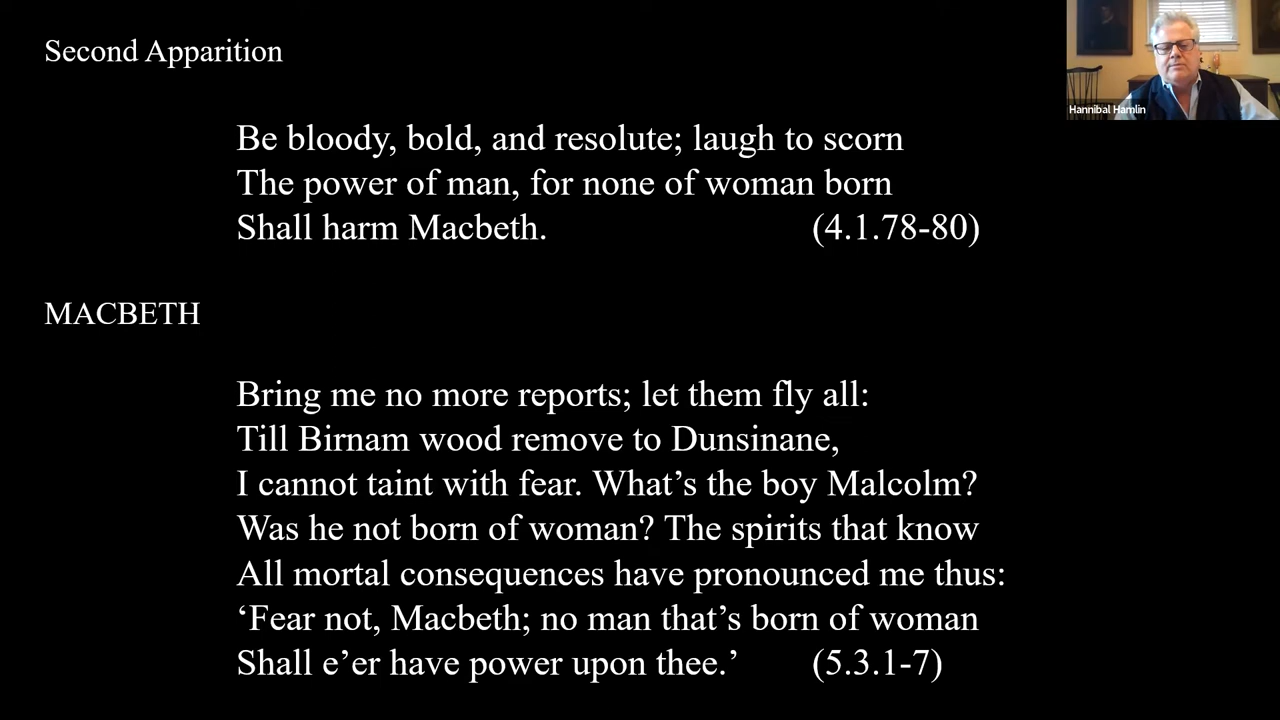 Second Apparition
Hannibal Hamlin
Be bloody, bold, and resolute; laugh to scorn
The power of man, for none of woman born
Shall harm Macbeth. (4.1.78-80)
MACBETH
Bring me no more reports; let them fly all:
Till Birnam wood remove to Dunsinane,
I cannot taint with fear. What’s the boy Malcolm?
Was he not born of woman? The spirits that know
All mortal consequences have pronounced me thus:
‘Fear not, Macbeth; no man that’s born of woman
Shall e’er have power upon thee.’ (5.3.1-7)